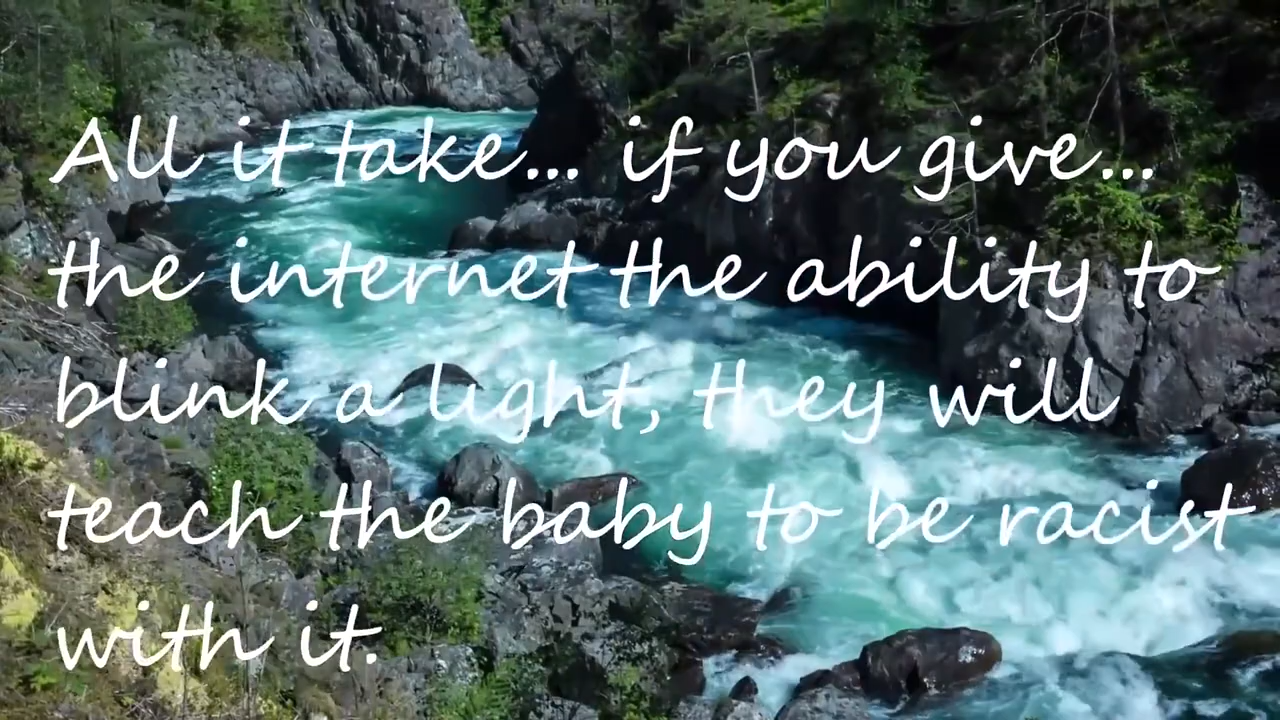 All it take... if you give...
the internet the ability to
blink a light, they will
teach the baby to be racist
with it.